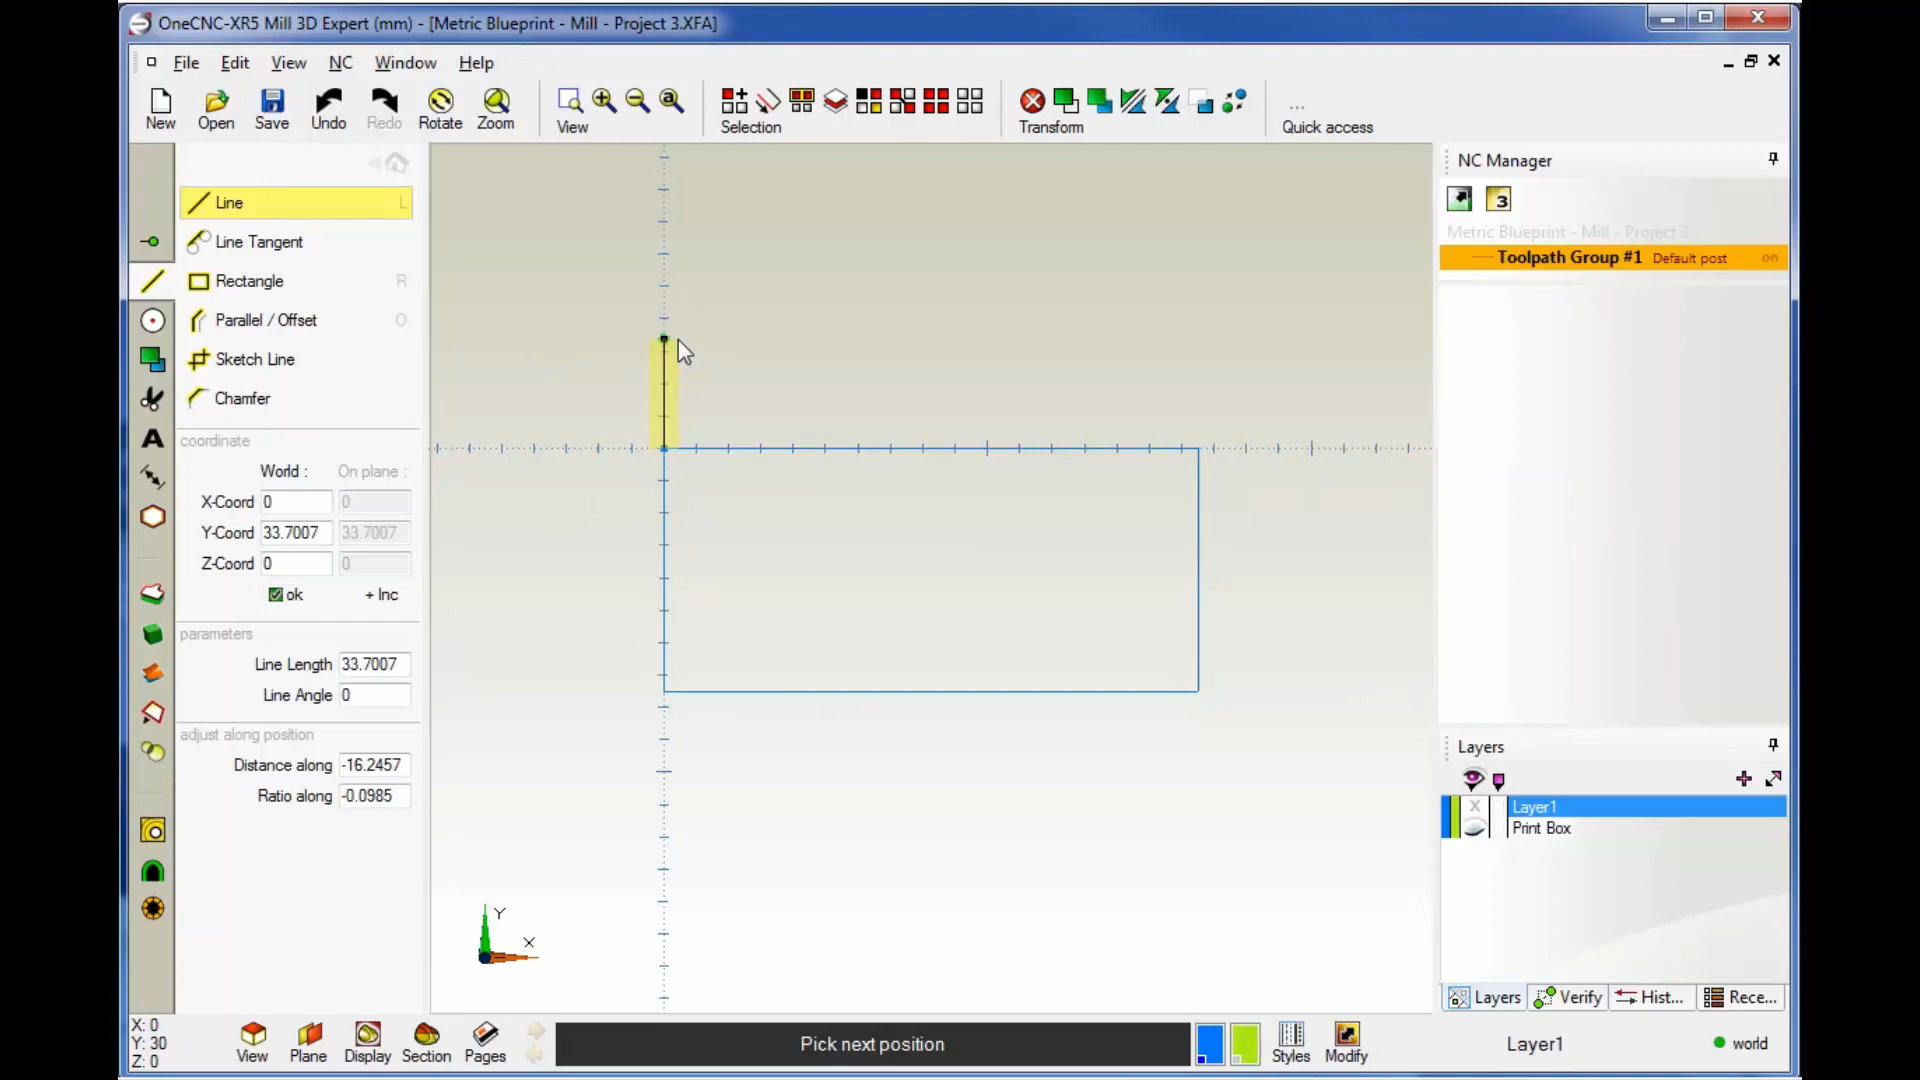 OneCNC-XR5 Mill 3D Expert (mm) - [Metric Blueprint - Mill - Project 3.XFA]
File Edit View NC Window Help
New Open Save Undo Redo Rotate Zoom View Selection Transform ... Quick access
Line L
Line Tangent
Rectangle R
Parallel / Offset O
Sketch Line
Chamfer
coordinate
World : On plane :
X-Coord 0 0
Y-Coord 33.7007 33.7007
Z-Coord 0 0
ok + Inc
parameters
Line Length 33.7007
Line Angle 0
adjust along position
Distance along -16.2457
Ratio along -0.0985
Y
X
NC Manager
3
Metric Blueprint - Mill - Project 3
Toolpath Group #1 Default post on
Layers
X Layer1
Print Box
Layers Verify Hist... Rece...
X: 0
Y: 30
Z: 0
View Plane Display Section Pages
Pick next position
Styles Modify
Layer1
world